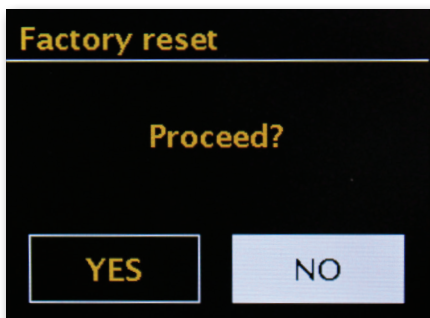 Factory reset
Proceed?
YES NO